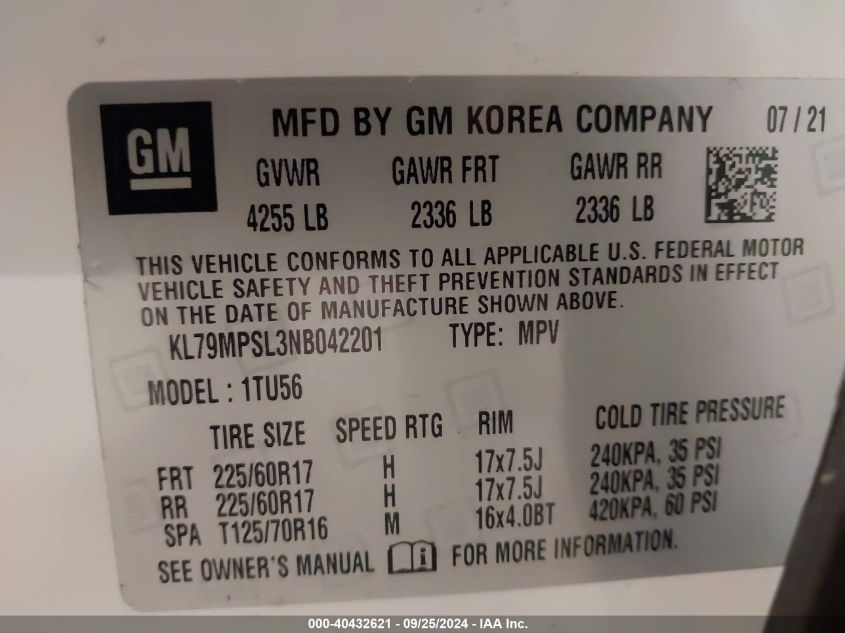 GM
MFD BY GM KOREA COMPANY 07/21
GVWR GAWR FRT GAWR RR
4255 LB 2336 LB 2336 LB
THIS VEHICLE CONFORMS TO ALL APPLICABLE U.S. FEDERAL MOTOR
VEHICLE SAFETY AND THEFT PREVENTION STANDARDS IN EFFECT
ON THE DATE OF MANUFACTURE SHOWN ABOVE.
KL79MPSL3NB042201 TYPE: MPV
MODEL : 1TU56
TIRE SIZE SPEED RTG RIM COLD TIRE PRESSURE
FRT 225/60R17 H 17x7.5J 240KPA, 35 PSI
RR 225/60R17 H 17x7.5J 240KPA, 35 PSI
SPA T125/70R16 M 16x4.0BT 420KPA, 60 PSI
SEE OWNER'S MANUAL i FOR MORE INFORMATION.
000-40432621 - 09/25/2024 - IAA Inc.